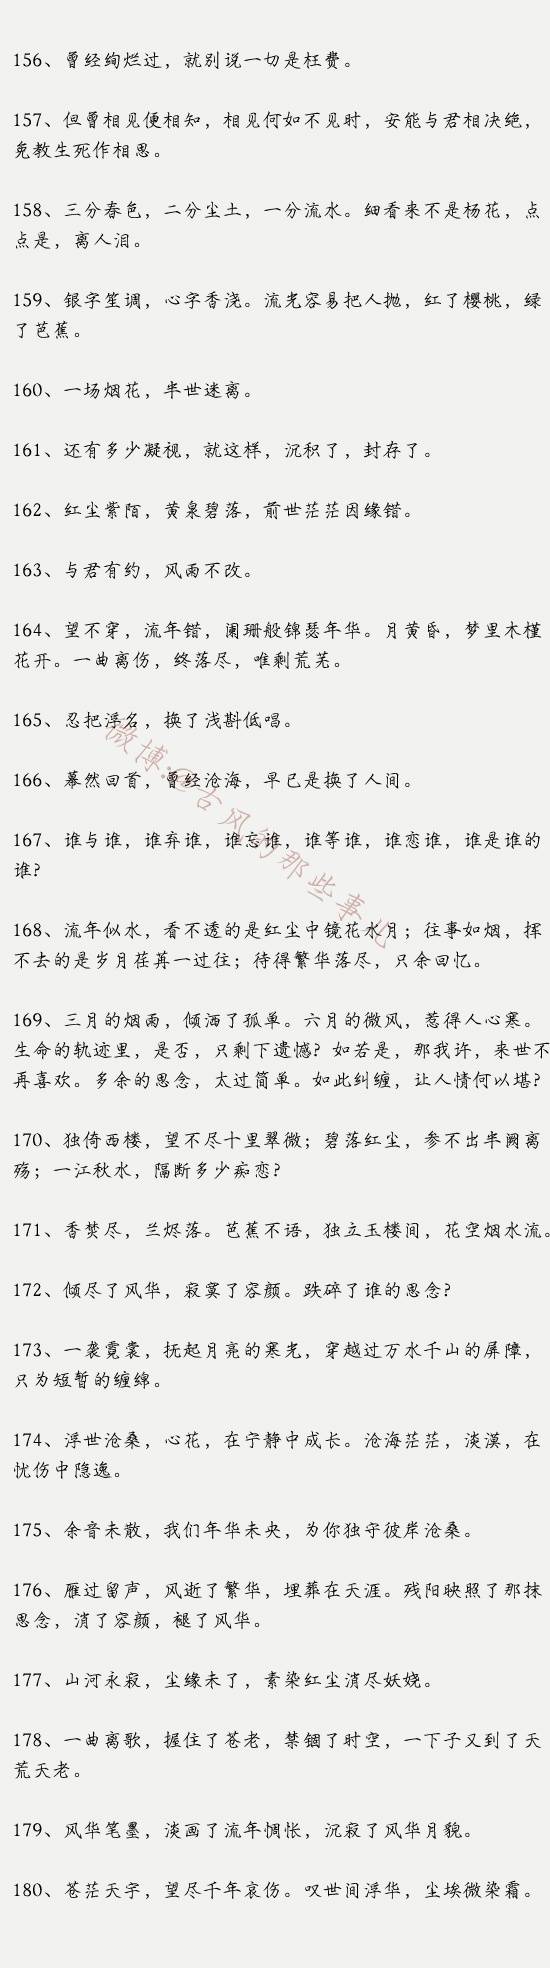 156、曾经绚烂过，就别说一切是枉费。
157、但曾相见便相知，相见何如不见时，安能与君相决绝，
免教生死作相思。
158、三分春色，二分尘土，一分流水。细看来不是杨花，点
点是，离人泪。
159、银字笙调，心字香浇。流光容易把人抛，红了樱桃，绿
了芭蕉。
160、一场烟花，半世迷离。
161、还有多少凝视，就这样，沉积了，封存了。
162、红尘紫陌，黄泉碧落，前世茫茫因缘错。
163、与君有约，风雨不改。
164、望不穿，流年错，阑珊般锦瑟年华。月黄昏，梦里木槿
花开。一曲离伤，终落尽，唯剩荒芜。
165、忍把浮名，换了浅斟低唱。
166、蓦然回首，曾经沧海，早已是换了人间。
167、谁与谁，谁弃谁，谁忘谁，谁等谁，谁恋谁，谁是谁的
谁?
微博:@古风的那些事儿
168、流年似水，看不透的是红尘中镜花水月；往事如烟，挥
不去的是岁月荏苒一过往；待得繁华落尽，只余回忆。
169、三月的烟雨，倾洒了孤单。六月的微风，惹得人心寒。
生命的轨迹里，是否，只剩下遗憾? 如若是，那我许，来世不
再喜欢。多余的思念，太过简单。如此纠缠，让人情何以堪?
170、独倚西楼，望不尽十里翠微；碧落红尘，参不出半阙离
殇；一江秋水，隔断多少痴恋?
171、香焚尽，兰烬落。芭蕉不语，独立玉楼间，花空烟水流。
172、倾尽了风华，寂寞了容颜。跌碎了谁的思念?
173、一袭霓裳，抚起月亮的寒光，穿越过万水千山的屏障，
只为短暂的缠绵。
174、浮世沧桑，心花，在宁静中成长。沧海茫茫，淡漠，在
忧伤中隐逸。
175、余音未散，我们年华未央，为你独守彼岸沧桑。
176、雁过留声，风逝了繁华，埋葬在天涯。残阳映照了那抹
思念，消了容颜，褪了风华。
177、山河永寂，尘缘未了，素染红尘消尽妖娆。
178、一曲离歌，握住了苍老，禁锢了时空，一下子又到了天
荒天老。
179、风华笔墨，淡画了流年惆怅，沉寂了风华月貌。
180、苍茫天宇，望尽千年哀伤。叹世间浮华，尘埃微染霜。